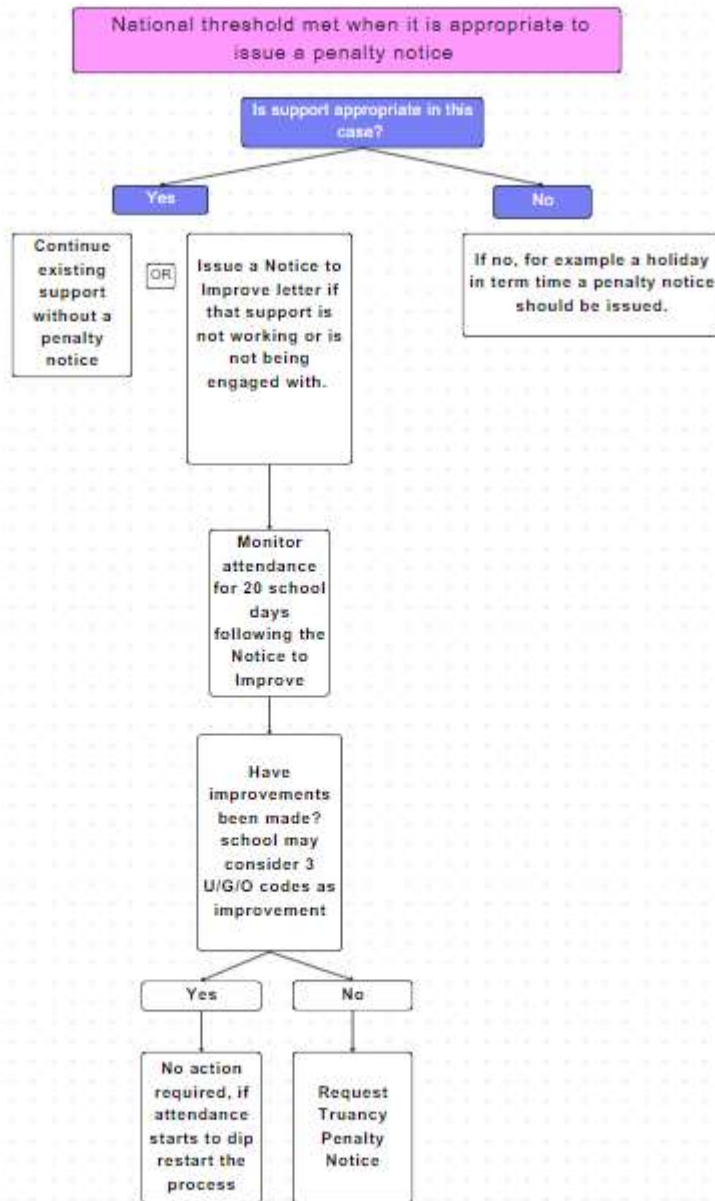 National threshold met when it is appropriate to
issue a penalty notice
Is support appropriate in this
case?
Yes
No
Continue
existing
support
without a
penalty
notice
OR
Issue a Notice to
Improve letter if
that support is
not working or is
not being
engaged with.
If no, for example a holiday
in term time a penalty notice
should be issued.
Monitor
attendance
for 20 school
days
following the
Notice to
Improve
Have
improvements
been made?
school may
consider 3
U/G/O codes as
improvement
Yes
No
No action
required, if
attendance
starts to dip
restart the
process
Request
Truancy
Penalty
Notice